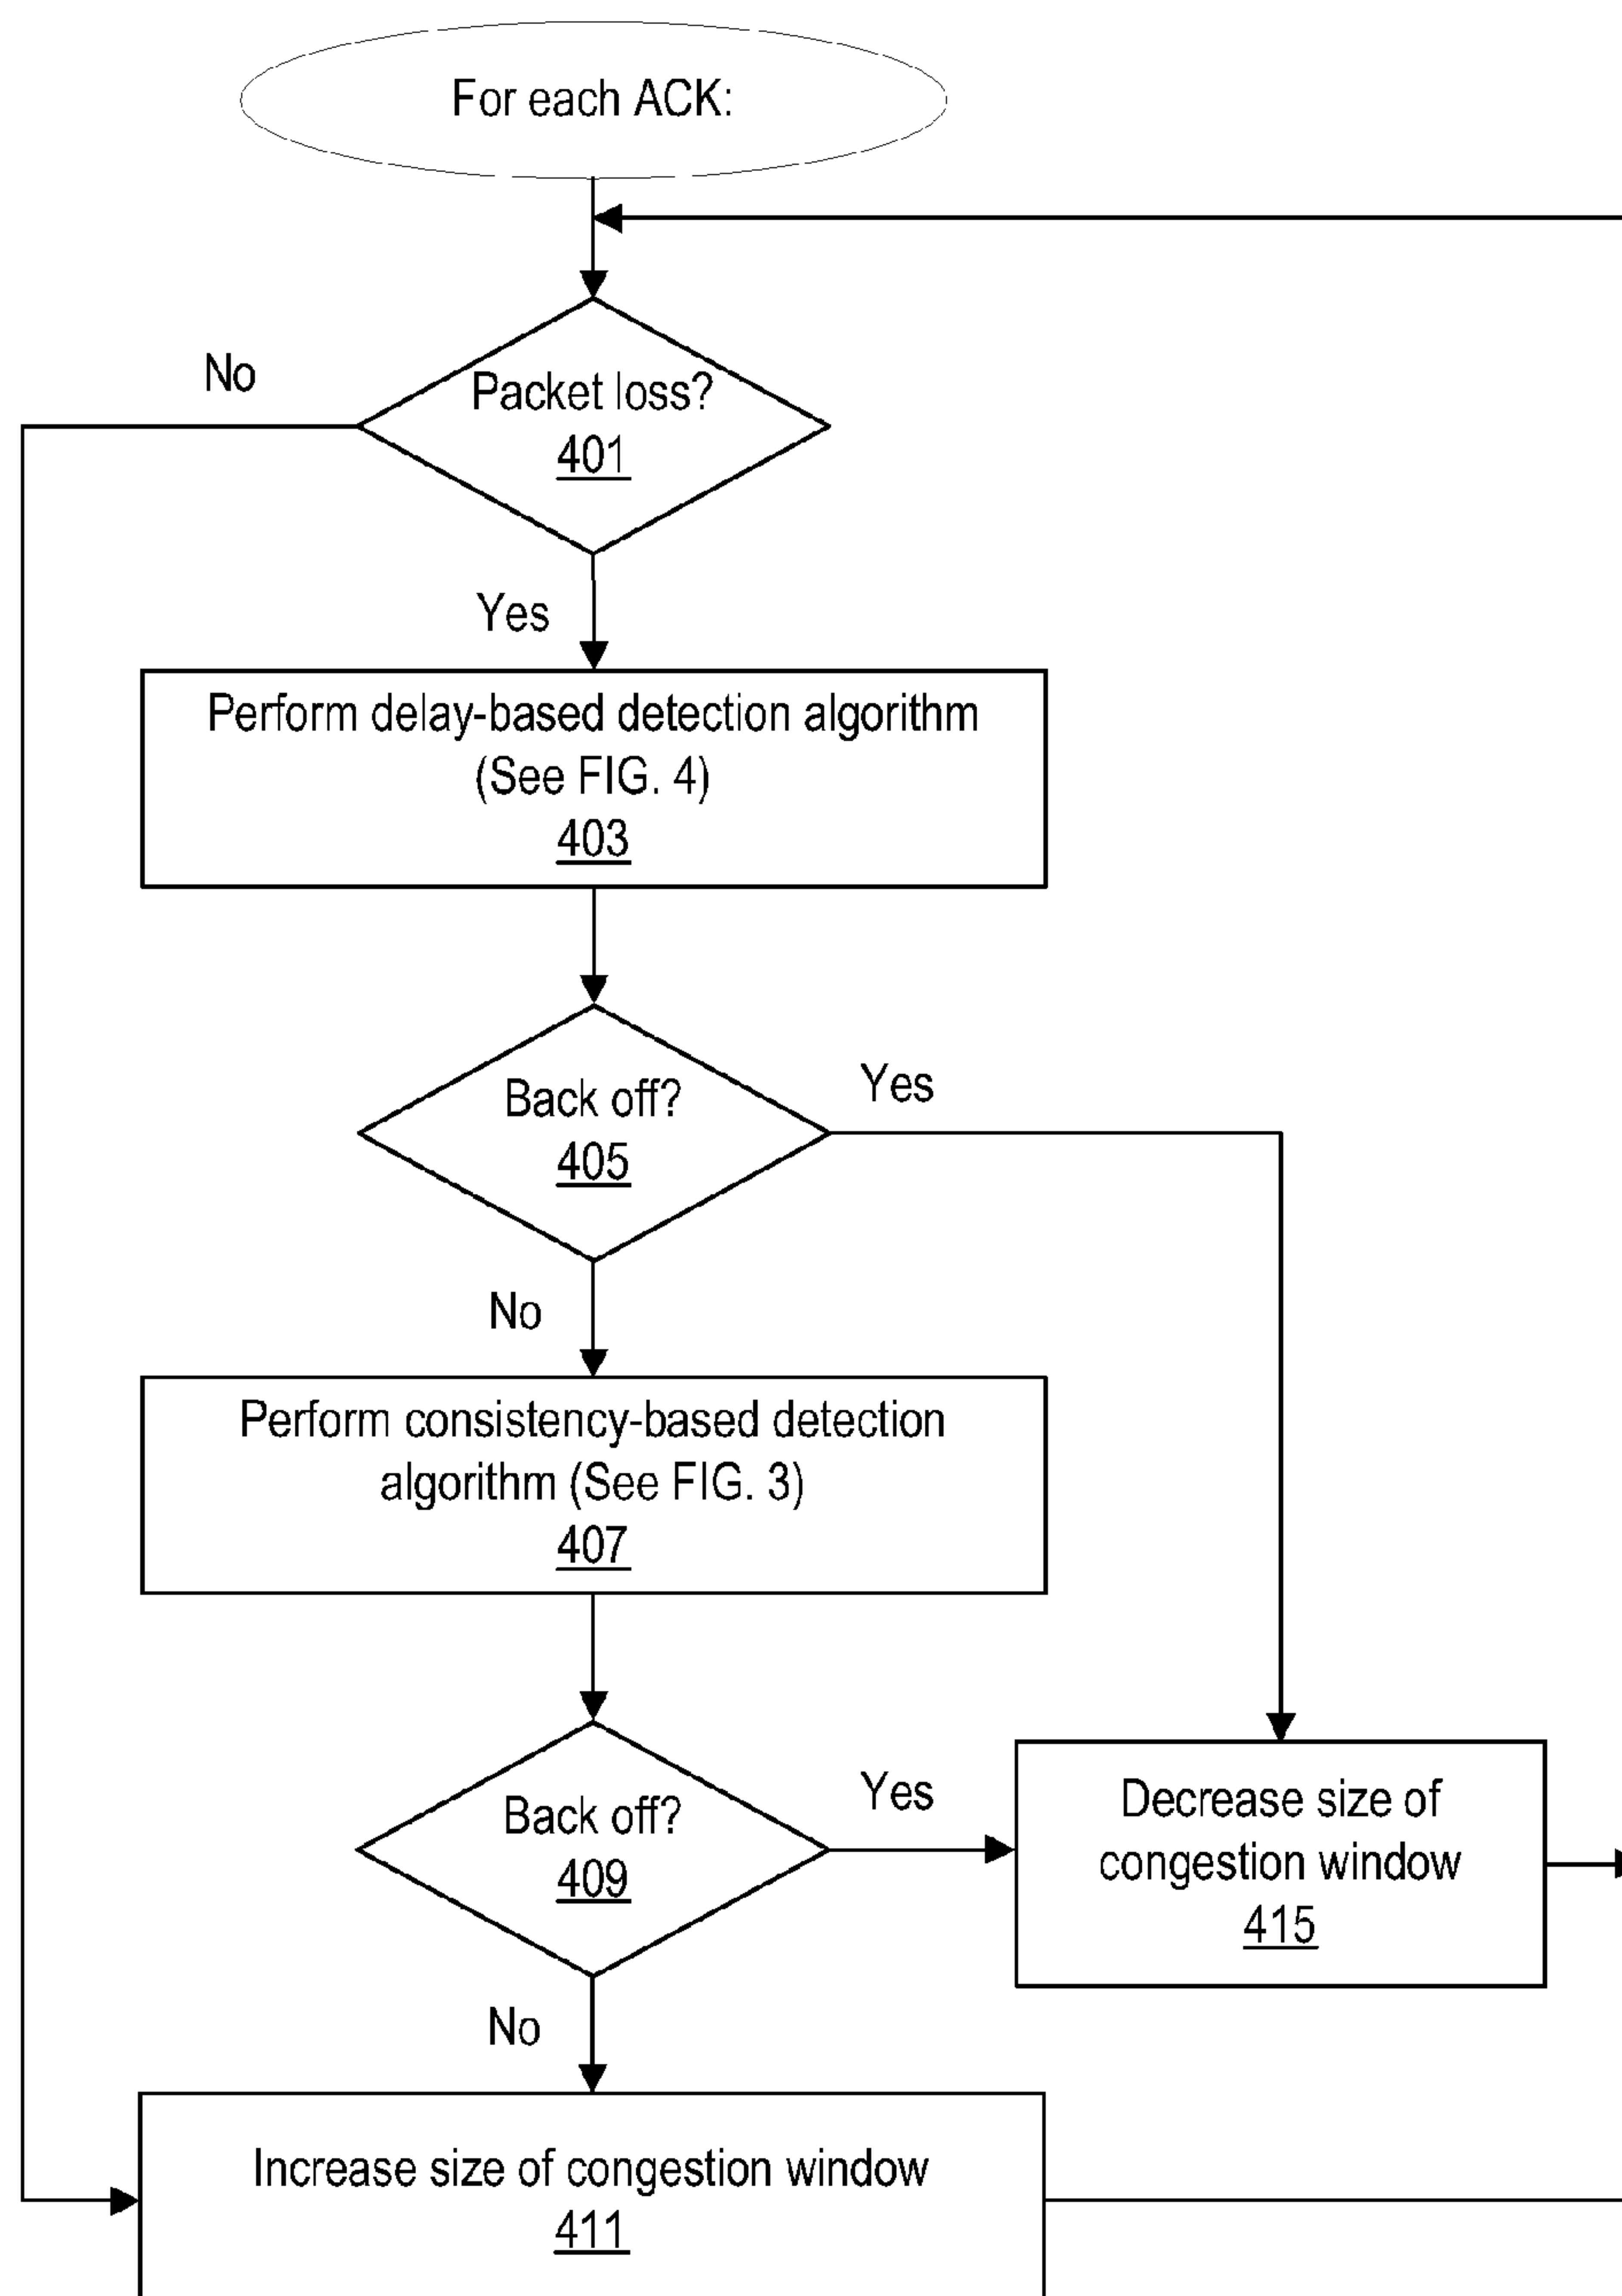 For each ACK:
No
Packet loss?
401
Yes
Perform delay-based detection algorithm
(See FIG. 4)
403
Back off?
405
Yes
No
Perform consistency-based detection
algorithm (See FIG. 3)
407
Back off?
409
Yes
Decrease size of
congestion window
415
No
Increase size of congestion window
411